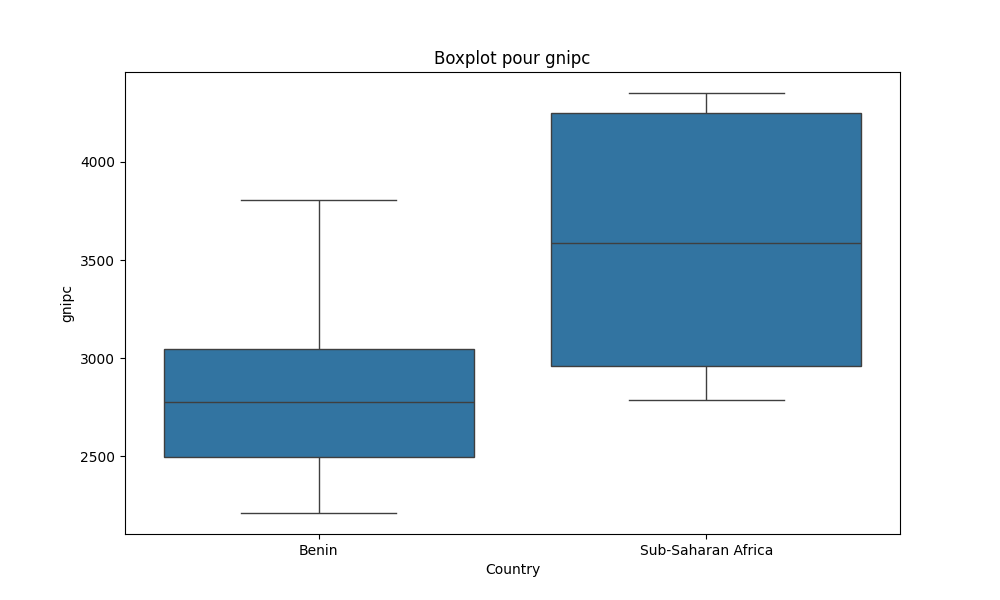 Boxplot pour gnipc
4000
3500
3000
2500
gnipc
Benin
Sub-Saharan Africa
Country